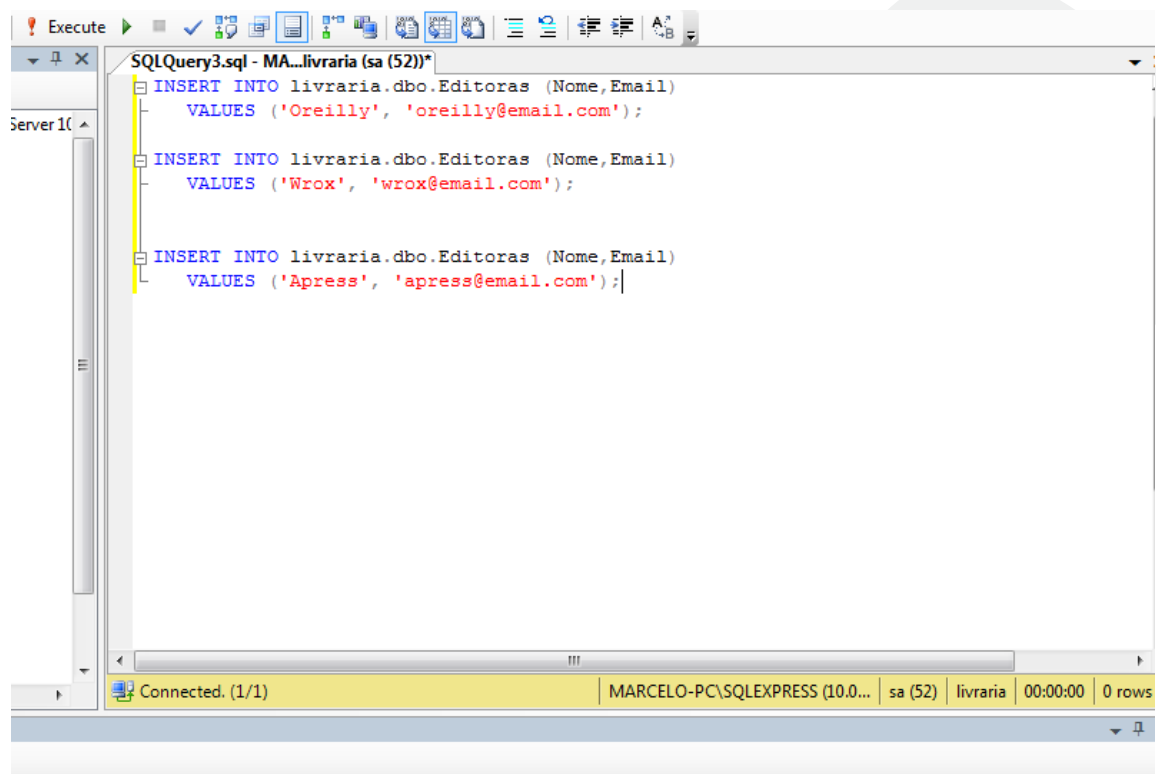 Execute
SQLQuery3.sql - MA...livraria (sa (52))*
Server 10
INSERT INTO livraria.dbo.Editoras (Nome,Email)
VALUES ('Oreilly', 'oreilly@email.com');
INSERT INTO livraria.dbo.Editoras (Nome,Email)
VALUES ('Wrox', 'wrox@email.com');
INSERT INTO livraria.dbo.Editoras (Nome,Email)
VALUES ('Apress', 'apress@email.com');
Connected. (1/1) MARCELO-PC\SQLEXPRESS (10.0... sa (52) livraria 00:00:00 0 rows